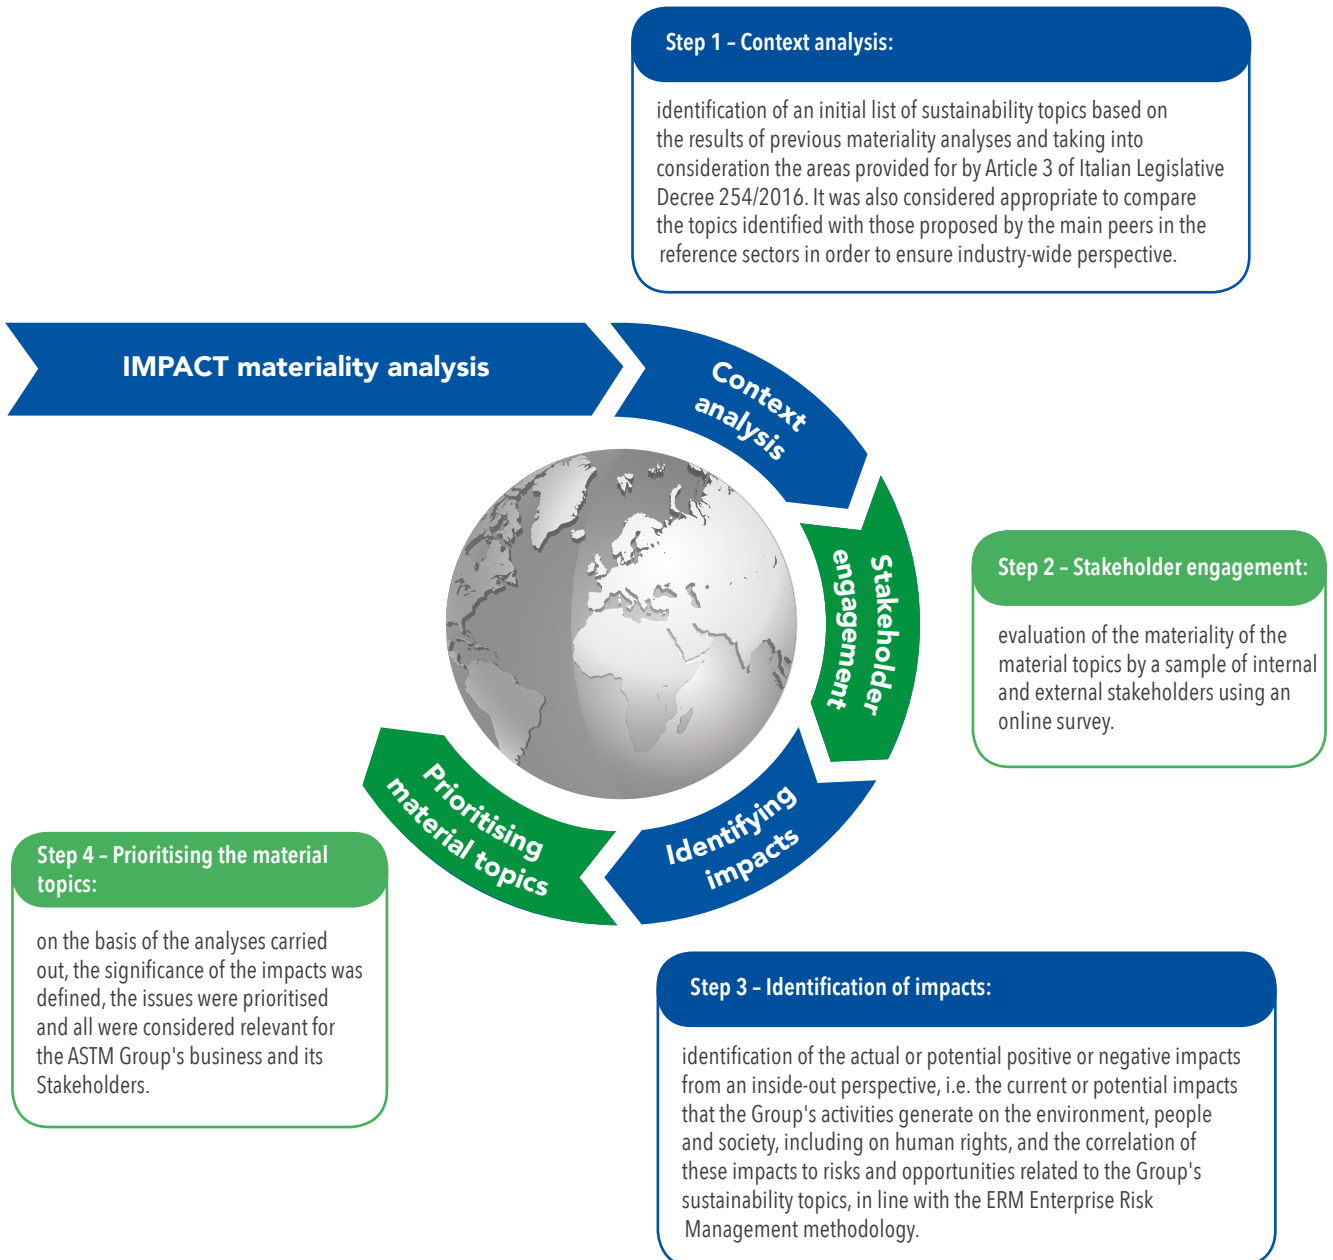 Step 1 – Context analysis:
identification of an initial list of sustainability topics based on
the results of previous materiality analyses and taking into
consideration the areas provided for by Article 3 of Italian Legislative
Decree 254/2016. It was also considered appropriate to compare
the topics identified with those proposed by the main peers in the
reference sectors in order to ensure industry-wide perspective.
IMPACT materiality analysis
Context
analysis
Stakeholder
engagement
Step 2 – Stakeholder engagement:
evaluation of the materiality of the
material topics by a sample of internal
and external stakeholders using an
online survey.
Identifying
impacts
Prioritising
material topics
Step 4 – Prioritising the material
topics:
on the basis of the analyses carried
out, the significance of the impacts was
defined, the issues were prioritised
and all were considered relevant for
the ASTM Group's business and its
Stakeholders.
Step 3 – Identification of impacts:
identification of the actual or potential positive or negative impacts
from an inside-out perspective, i.e. the current or potential impacts
that the Group's activities generate on the environment, people
and society, including on human rights, and the correlation of
these impacts to risks and opportunities related to the Group's
sustainability topics, in line with the ERM Enterprise Risk
Management methodology.